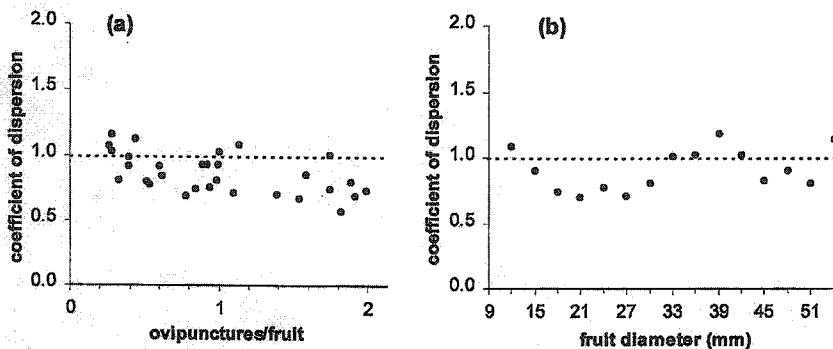 (a)
coefficient of dispersion
2.0
1.5
1.0
0.5
0.0
0
1
2
ovipunctures/fruit
(b)
coefficient of dispersion
2.0
1.5
1.0
0.5
0.0
9 15 21 27 33 39 45 51
fruit diameter (mm)